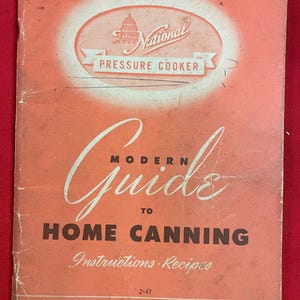 National
PRESSURE COOKER
MODERN
Guide
TO
HOME CANNING
Instructions · Recipes
2-47